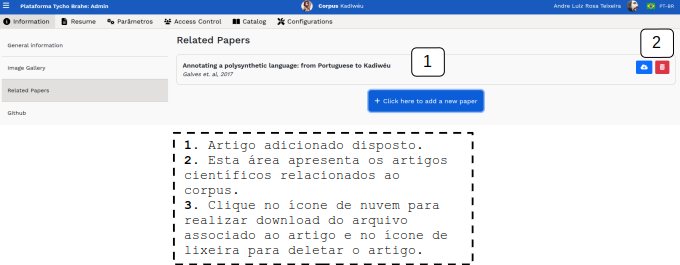 Plataforma Tycho Brahe: Admin
Corpus Kadiwéu
Andre Luiz Rosa Teixeira
PT-BR
Information
Resume
Parâmetros
Access Control
Catalog
Configurations
General information
Image Gallery
Related Papers
Github
Related Papers
Annotating a polysynthetic language: from Portuguese to Kadiwéu
Galves et. al, 2017
1
2
+ Click here to add a new paper
1. Artigo adicionado disposto.
2. Esta área apresenta os artigos
científicos relacionados ao
corpus.
3. Clique no ícone de nuvem para
realizar download do arquivo
associado ao artigo e no ícone de
lixeira para deletar o artigo.